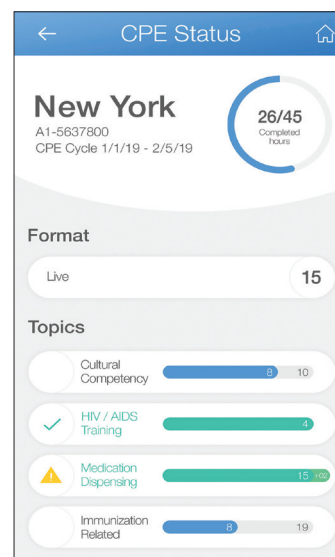 CPE Status
New York
A1-5637800
CPE Cycle 1/1/19 - 2/5/19
26/45
Completed
hours
Format
Live 15
Topics
Cultural
Competency
8 10
HIV / AIDS
Training
4
Medication
Dispensing
15 +02
Immunization
Related
8 19